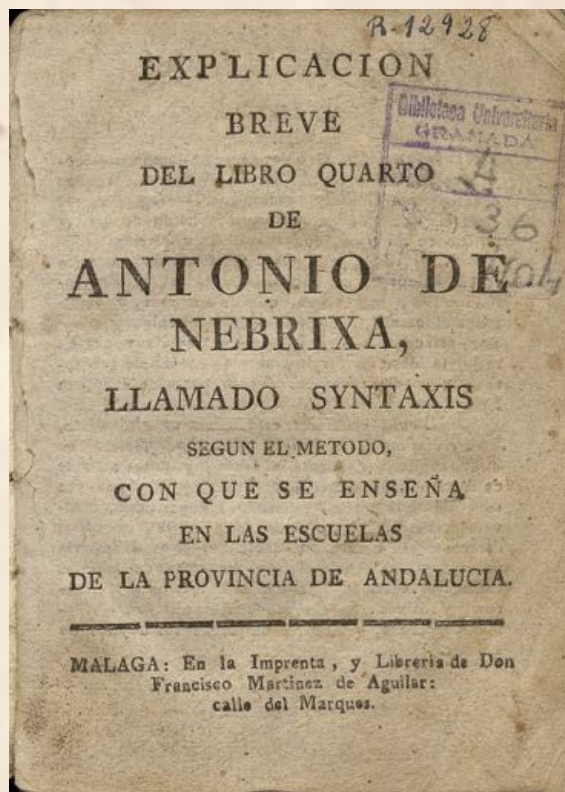 R-12928
EXPLICACION
BREVE
DEL LIBRO QUARTO
DE
ANTONIO DE
NEBRIXA,
LLAMADO SYNTAXIS
SEGUN EL METODO,
CON QUE SE ENSEÑA
EN LAS ESCUELAS
DE LA PROVINCIA DE ANDALUCIA.
MALAGA: En la Imprenta, y Libreria de Don
Francisco Martinez de Aguilar:
calle del Marques.
Biblioteca Universitaria
GRANADA
A
36